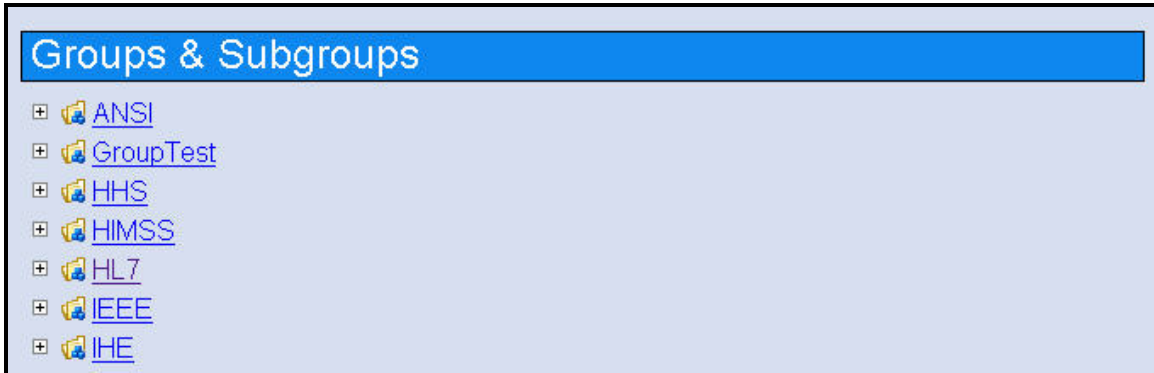 Groups & Subgroups
ANSI
GroupTest
HHS
HIMSS
HL7
IEEE
IHE